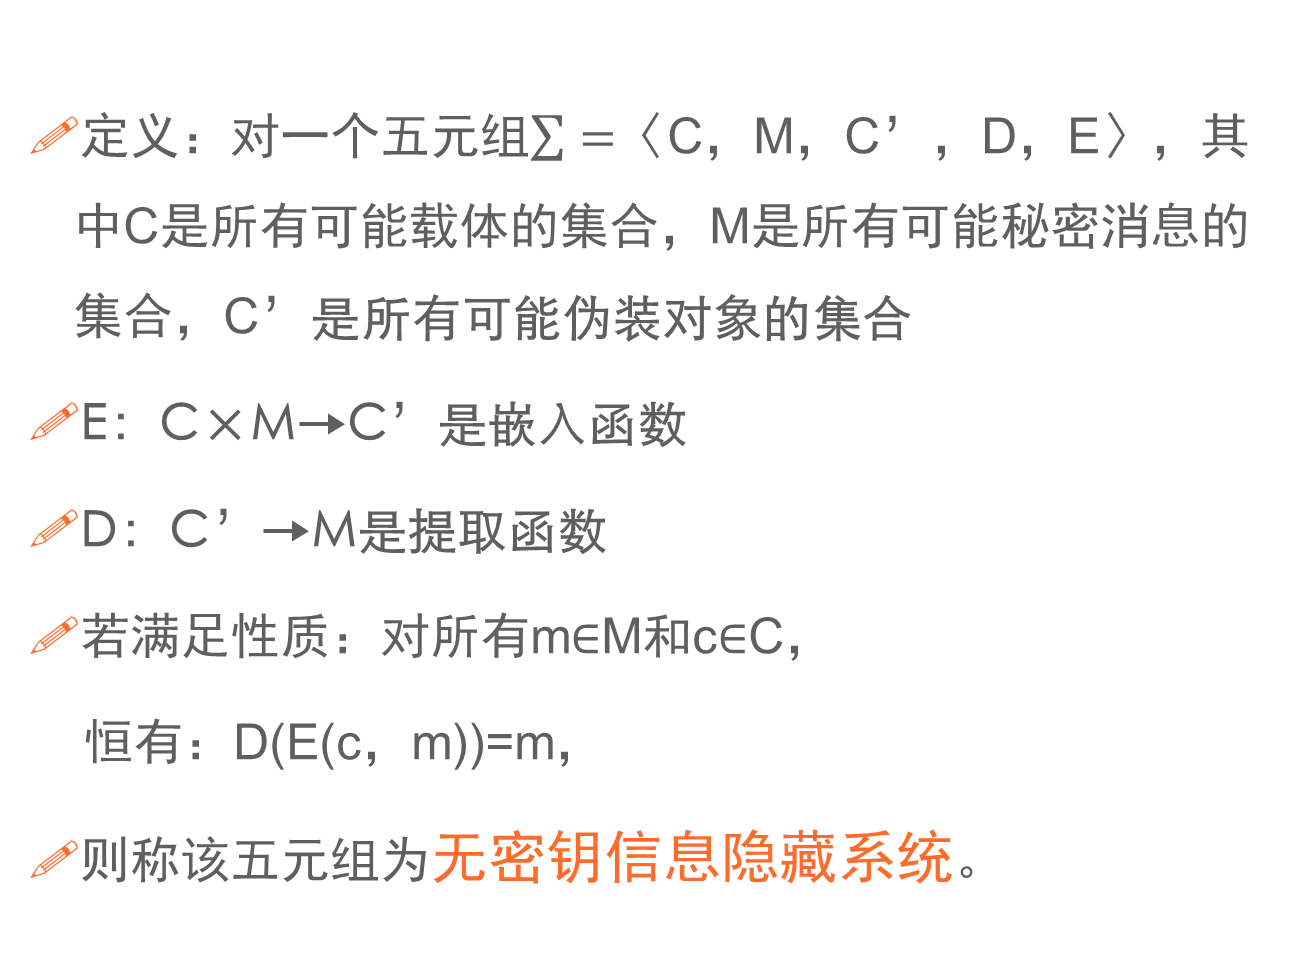 定义：对一个五元组∑ =〈C，M，C’，D，E〉，其
中C是所有可能载体的集合，M是所有可能秘密消息的
集合，C’是所有可能伪装对象的集合
E：C×M→C’是嵌入函数
D：C’→M是提取函数
若满足性质：对所有m∈M和c∈C，
恒有：D(E(c，m))=m，
则称该五元组为无密钥信息隐藏系统。